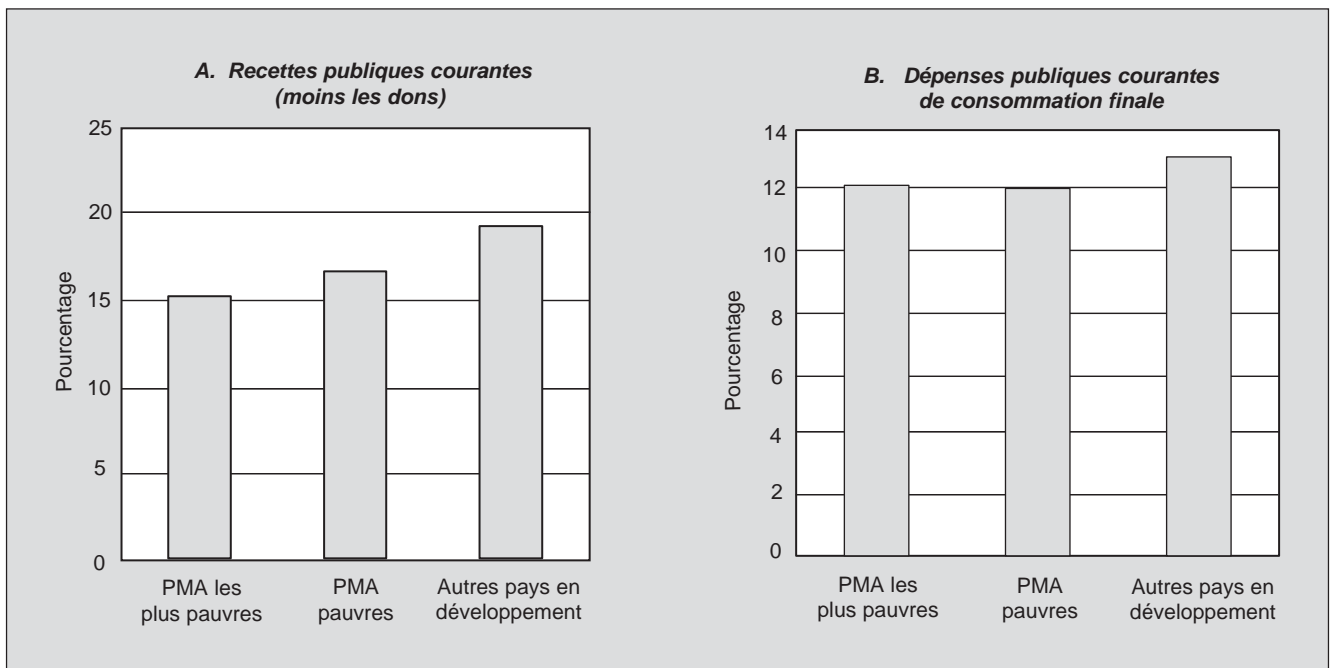 A. Recettes publiques courantes
(moins les dons)
25
20
15
10
5
0
Pourcentage
PMA les
plus pauvres
PMA
pauvres
Autres pays en
développement
B. Dépenses publiques courantes
de consommation finale
14
12
10
8
6
4
2
0
Pourcentage
PMA les
plus pauvres
PMA
pauvres
Autres pays en
développement